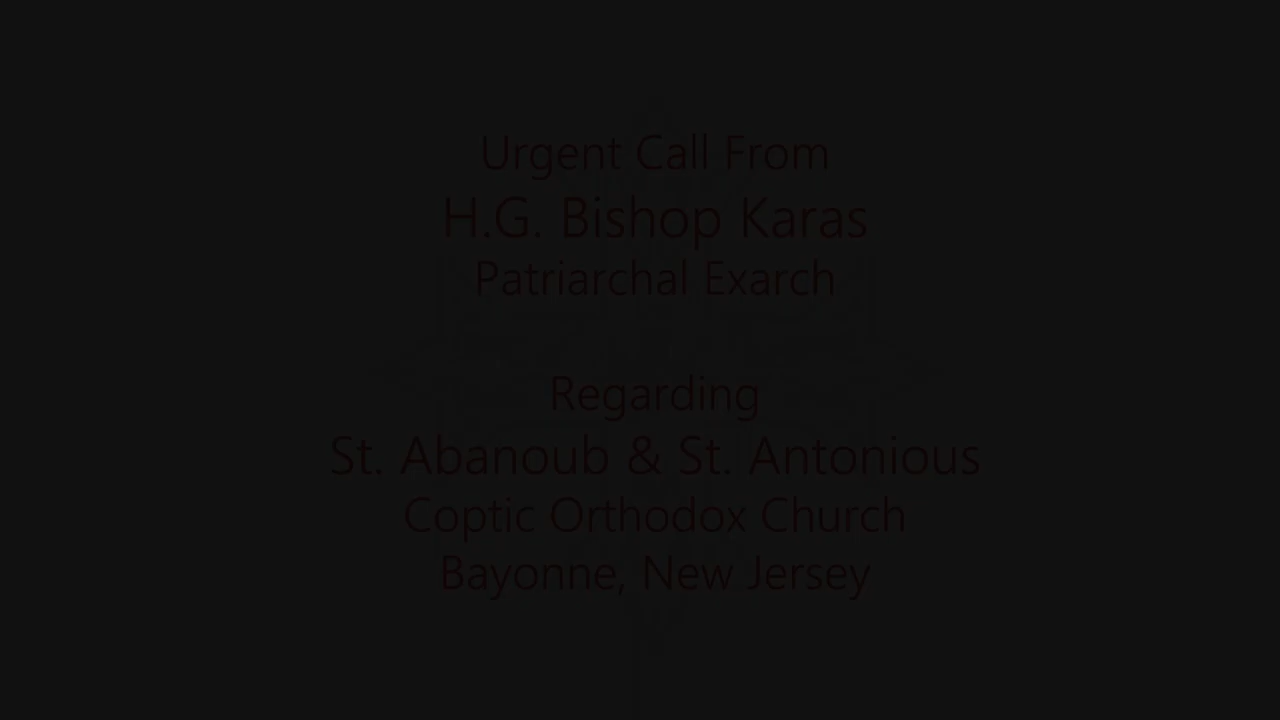 Urgent Call From
H.G. Bishop Karas
Patriarchal Exarch
Regarding
St. Abanoub & St. Antonious
Coptic Orthodox Church
Bayonne, New Jersey